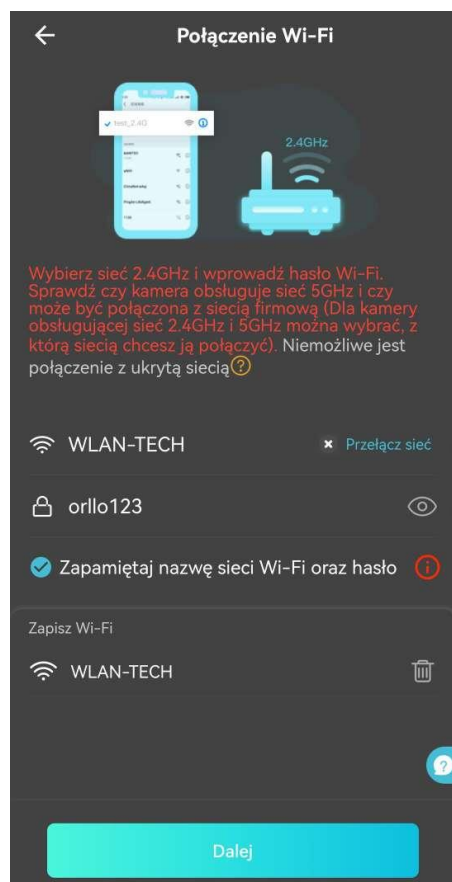 Połączenie Wi-Fi
test_2.4G
2.4GHz
Wybierz sieć 2.4GHz i wprowadź hasło Wi-Fi.
Sprawdź czy kamera obsługuje sieć 5GHz i czy
może być połączona z siecią firmową (Dla kamery
obsługującej sieć 2.4GHz i 5GHz można wybrać, z
którą siecią chcesz ją połączyć). Niemożliwe jest
połączenie z ukrytą siecią?
WLAN-TECH
Przełącz sieć
orllo123
Zapamiętaj nazwę sieci Wi-Fi oraz hasło
Zapisz Wi-Fi
WLAN-TECH
Dalej